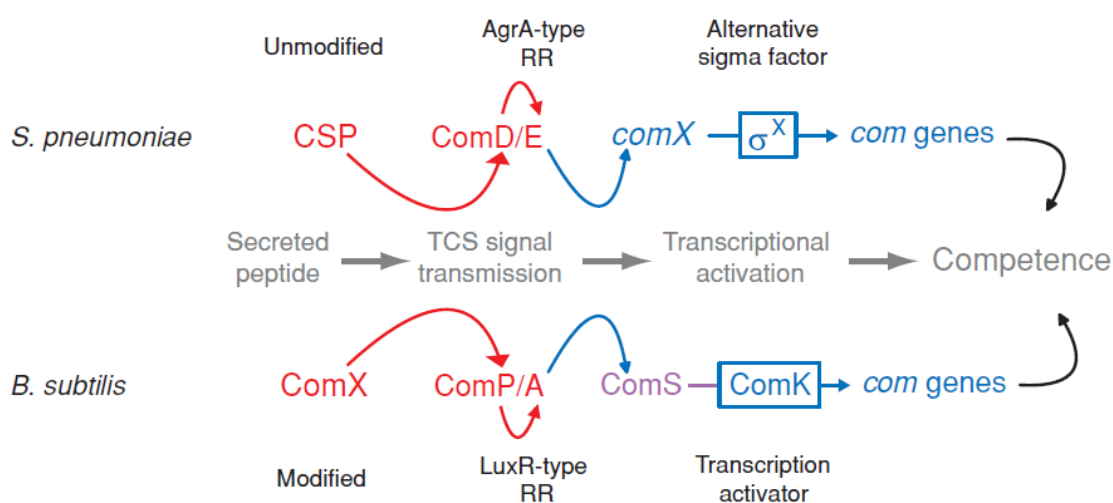 Unmodified
AgrA-type
RR
Alternative
sigma factor
S. pneumoniae
CSP
ComD/E
comX
σX
com genes
Secreted
peptide
TCS signal
transmission
Transcriptional
activation
Competence
B. subtilis
ComX
ComP/A
ComS
ComK
com genes
Modified
LuxR-type
RR
Transcription
activator